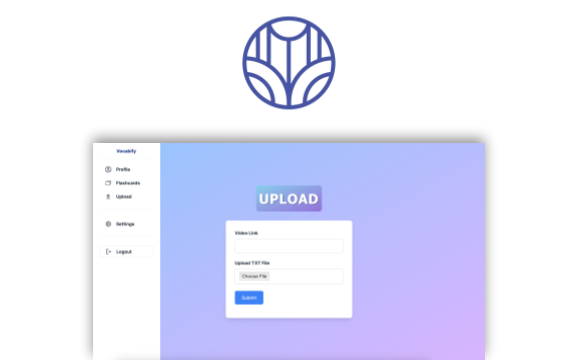 Vocabify
Profile
Flashcards
Upload
Settings
Logout
UPLOAD
Video Link
Upload TXT File
Choose File
Submit